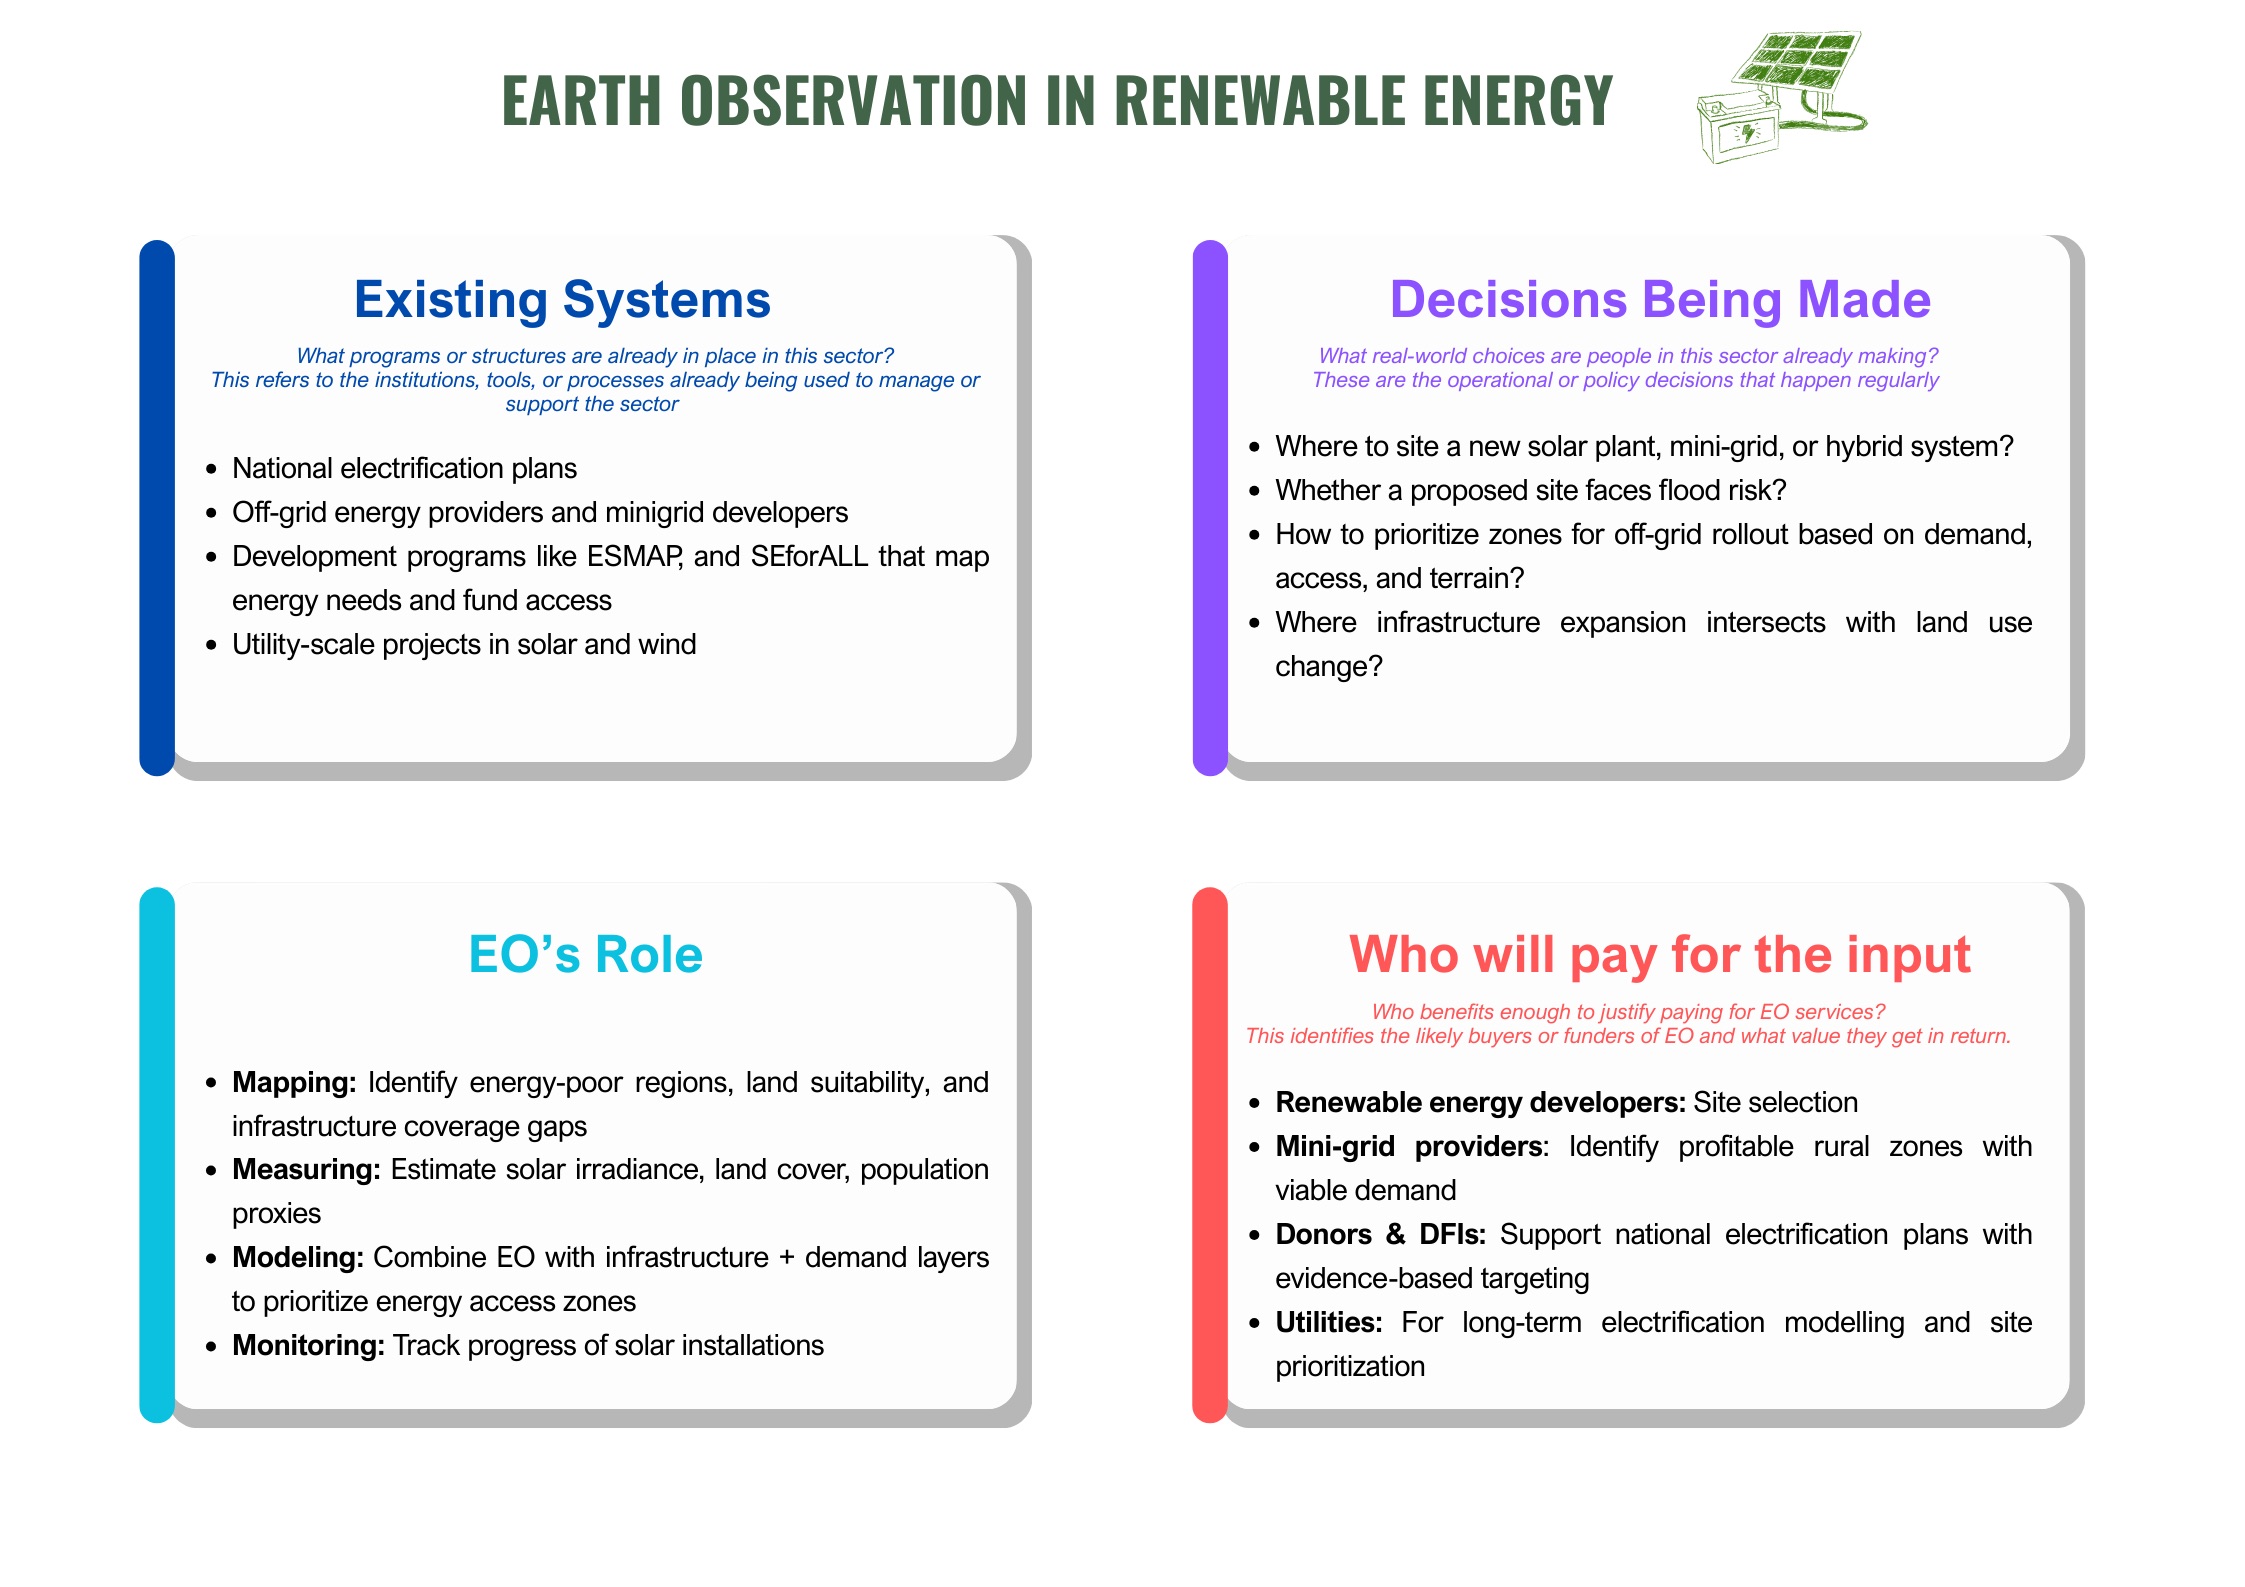 EARTH OBSERVATION IN RENEWABLE ENERGY
Existing Systems
What programs or structures are already in place in this sector?
This refers to the institutions, tools, or processes already being used to manage or
support the sector
• National electrification plans
• Off-grid energy providers and minigrid developers
• Development programs like ESMAP, and SEforALL that map
energy needs and fund access
• Utility-scale projects in solar and wind
Decisions Being Made
What real-world choices are people in this sector already making?
These are the operational or policy decisions that happen regularly
• Where to site a new solar plant, mini-grid, or hybrid system?
• Whether a proposed site faces flood risk?
• How to prioritize zones for off-grid rollout based on demand,
access, and terrain?
• Where infrastructure expansion intersects with land use
change?
EO’s Role
• Mapping: Identify energy-poor regions, land suitability, and
infrastructure coverage gaps
• Measuring: Estimate solar irradiance, land cover, population
proxies
• Modeling: Combine EO with infrastructure + demand layers
to prioritize energy access zones
• Monitoring: Track progress of solar installations
Who will pay for the input
Who benefits enough to justify paying for EO services?
This identifies the likely buyers or funders of EO and what value they get in return.
• Renewable energy developers: Site selection
• Mini-grid providers: Identify profitable rural zones with
viable demand
• Donors & DFIs: Support national electrification plans with
evidence-based targeting
• Utilities: For long-term electrification modelling and site
prioritization